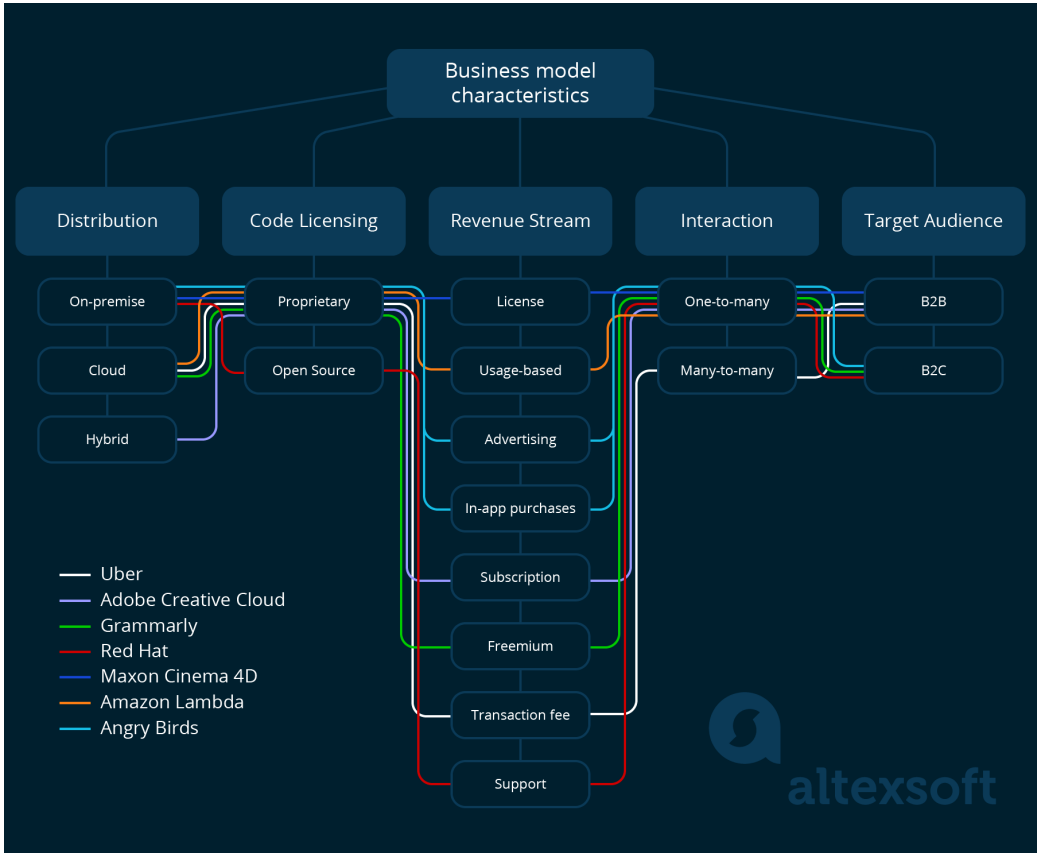 Business model
characteristics
Distribution
Code Licensing
Revenue Stream
Interaction
Target Audience
On-premise
Proprietary
License
One-to-many
B2B
Cloud
Open Source
Usage-based
Many-to-many
B2C
Hybrid
Advertising
In-app purchases
Subscription
Freemium
Transaction fee
Support
Uber
Adobe Creative Cloud
Grammarly
Red Hat
Maxon Cinema 4D
Amazon Lambda
Angry Birds
altexsoft